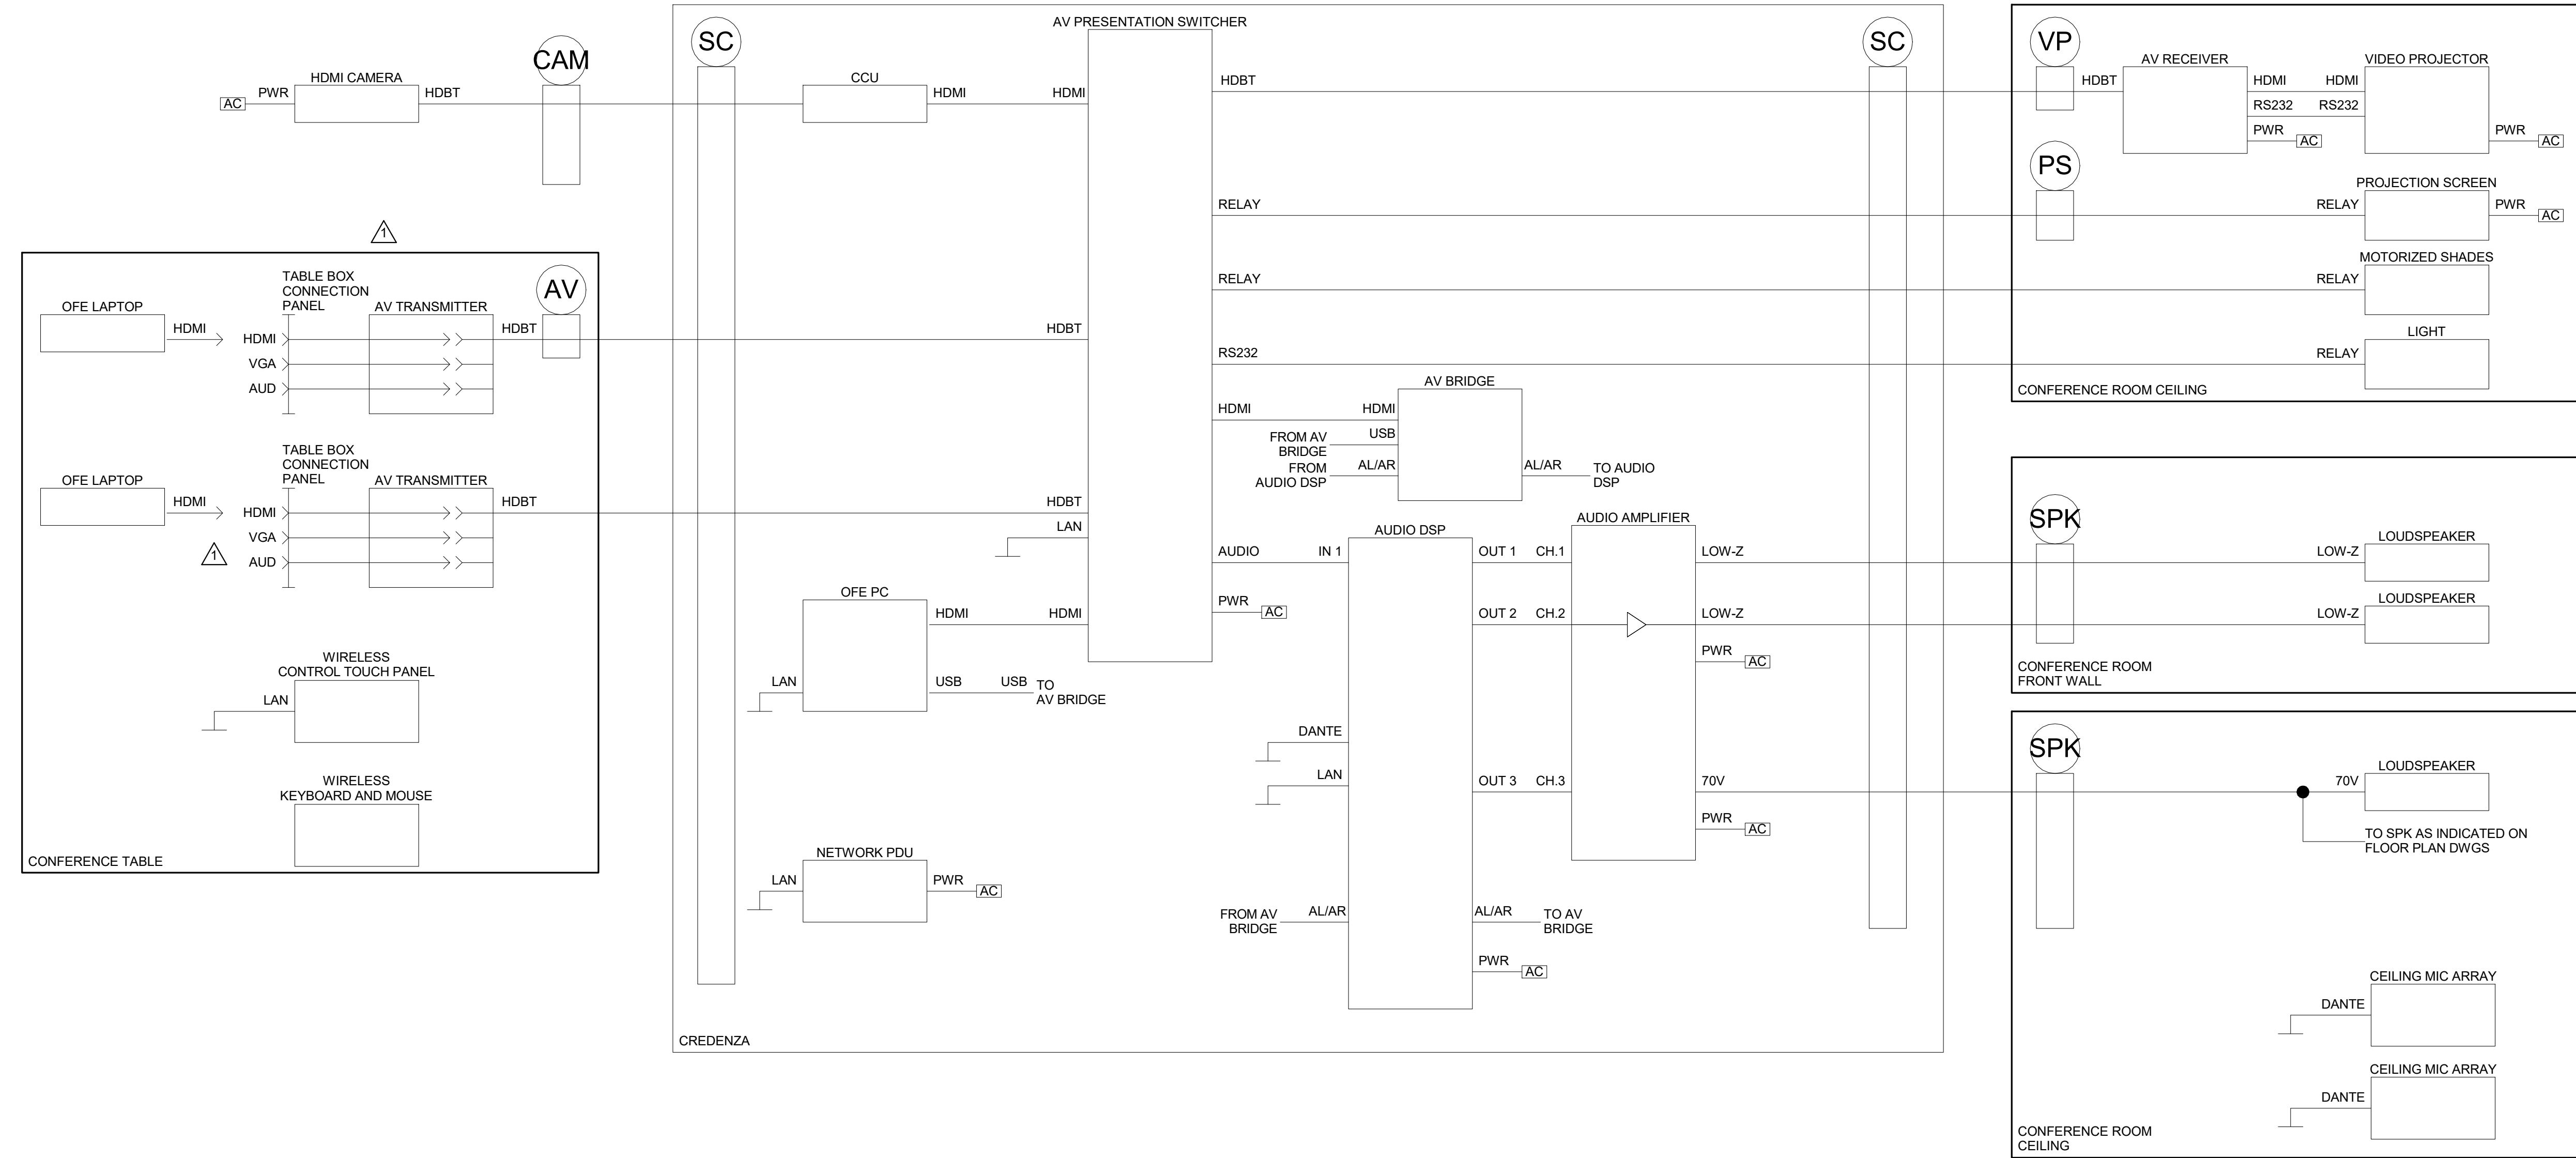 CAM
HDMI CAMERA
AC
PWR
HDBT
1
TABLE BOX
CONNECTION
PANEL
OFE LAPTOP
AV TRANSMITTER
AV
HDMI
HDMI
VGA
AUD
HDBT
TABLE BOX
CONNECTION
PANEL
OFE LAPTOP
AV TRANSMITTER
HDMI
HDMI
VGA
AUD
1
HDBT
WIRELESS
CONTROL TOUCH PANEL
LAN
WIRELESS
KEYBOARD AND MOUSE
CONFERENCE TABLE
SC
AV PRESENTATION SWITCHER
SC
CCU
HDMI
HDMI
HDBT
RELAY
RELAY
HDBT
RS232
AV BRIDGE
HDMI
HDMI
FROM AV
BRIDGE
USB
FROM
AUDIO DSP
AL/AR
AL/AR
TO AUDIO
DSP
HDBT
LAN
AUDIO
IN 1
AUDIO DSP
OUT 1
CH.1
AUDIO AMPLIFIER
LOW-Z
OFE PC
HDMI
HDMI
PWR
AC
OUT 2
CH.2
LOW-Z
PWR
AC
LAN
USB
USB
TO
AV BRIDGE
DANTE
LAN
OUT 3
CH.3
70V
PWR
AC
NETWORK PDU
LAN
PWR
AC
FROM AV
BRIDGE
AL/AR
AL/AR
TO AV
BRIDGE
PWR
AC
CREDENZA
VP
AV RECEIVER
VIDEO PROJECTOR
HDBT
HDMI
HDMI
RS232
RS232
PWR
AC
PWR
AC
PS
PROJECTION SCREEN
RELAY
PWR
AC
MOTORIZED SHADES
RELAY
LIGHT
RELAY
CONFERENCE ROOM CEILING
SPK
LOUDSPEAKER
LOW-Z
LOUDSPEAKER
LOW-Z
CONFERENCE ROOM
FRONT WALL
SPK
LOUDSPEAKER
70V
TO SPK AS INDICATED ON
FLOOR PLAN DWGS
CEILING MIC ARRAY
DANTE
CEILING MIC ARRAY
DANTE
CONFERENCE ROOM
CEILING